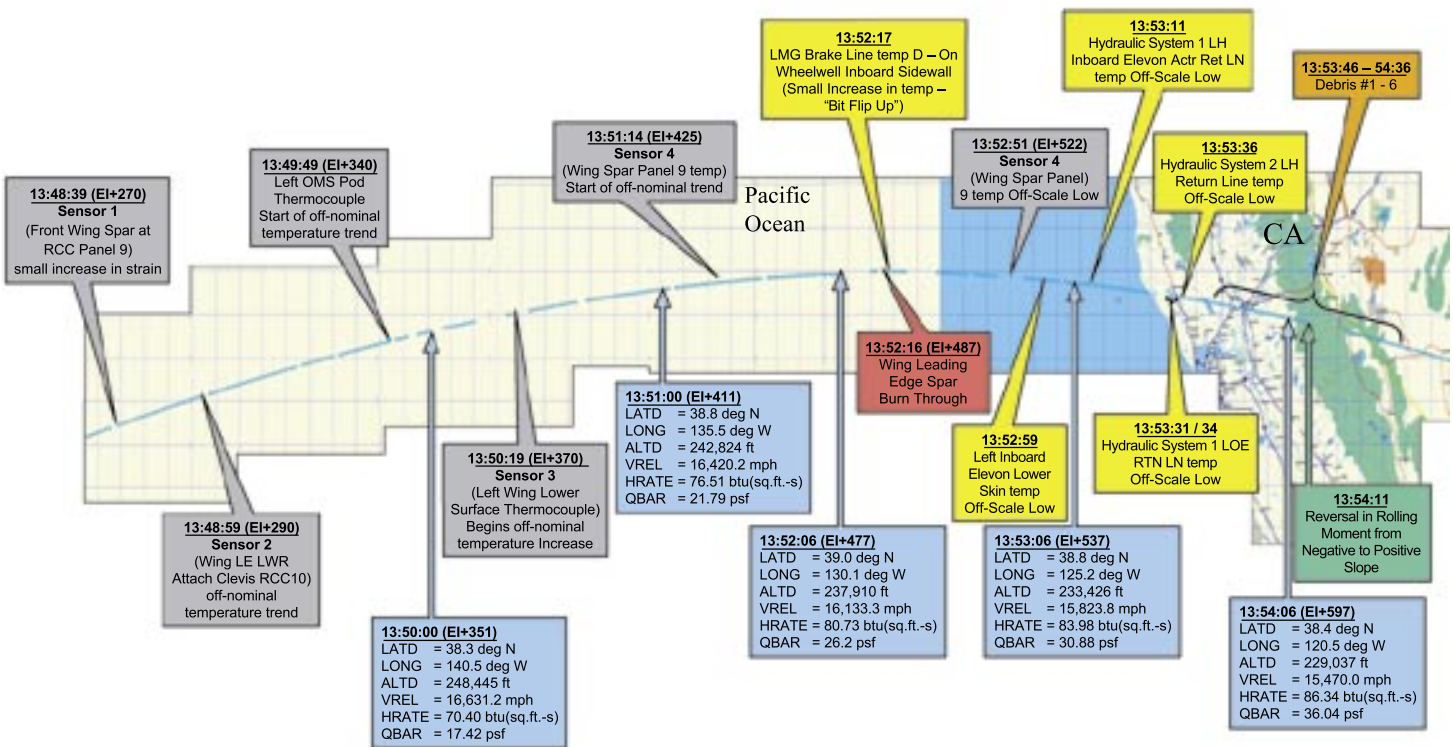 13:48:39 (EI+270)
Sensor 1
(Front Wing Spar at
RCC Panel 9)
small increase in strain
13:49:49 (EI+340)
Left OMS Pod
Thermocouple
Start of off-nominal
temperature trend
13:51:14 (EI+425)
Sensor 4
(Wing Spar Panel 9 temp)
Start of off-nominal trend
13:52:17
LMG Brake Line temp D – On
Wheelwell Inboard Sidewall
(Small Increase in temp –
“Bit Flip Up”)
13:52:51 (EI+522)
Sensor 4
(Wing Spar Panel)
9 temp Off-Scale Low
13:53:11
Hydraulic System 1 LH
Inboard Elevon Actr Ret LN
temp Off-Scale Low
13:53:36
Hydraulic System 2 LH
Return Line temp
Off-Scale Low
13:53:46 – 54:36
Debris #1 - 6
Pacific
Ocean
CA
13:48:59 (EI+290)
Sensor 2
(Wing LE LWR
Attach Clevis RCC10)
off-nominal
temperature trend
13:50:00 (EI+351)
LATD = 38.3 deg N
LONG = 140.5 deg W
ALTD = 248,445 ft
VREL = 16,631.2 mph
HRATE = 70.40 btu(sq.ft.-s)
QBAR = 17.42 psf
13:50:19 (EI+370)
Sensor 3
(Left Wing Lower
Surface Thermocouple)
Begins off-nominal
temperature Increase
13:51:00 (EI+411)
LATD = 38.8 deg N
LONG = 135.5 deg W
ALTD = 242,824 ft
VREL = 16,420.2 mph
HRATE = 76.51 btu(sq.ft.-s)
QBAR = 21.79 psf
13:52:06 (EI+477)
LATD = 39.0 deg N
LONG = 130.1 deg W
ALTD = 237,910 ft
VREL = 16,133.3 mph
HRATE = 80.73 btu(sq.ft.-s)
QBAR = 26.2 psf
13:52:16 (EI+487)
Wing Leading
Edge Spar
Burn Through
13:52:59
Left Inboard
Elevon Lower
Skin temp
Off-Scale Low
13:53:06 (EI+537)
LATD = 38.8 deg N
LONG = 125.2 deg W
ALTD = 233,426 ft
VREL = 15,823.8 mph
HRATE = 83.98 btu(sq.ft.-s)
QBAR = 30.88 psf
13:53:31 / 34
Hydraulic System 1 LOE
RTN LN temp
Off-Scale Low
13:54:11
Reversal in Rolling
Moment from
Negative to Positive
Slope
13:54:06 (EI+597)
LATD = 38.4 deg N
LONG = 120.5 deg W
ALTD = 229,037 ft
VREL = 15,470.0 mph
HRATE = 86.34 btu(sq.ft.-s)
QBAR = 36.04 psf